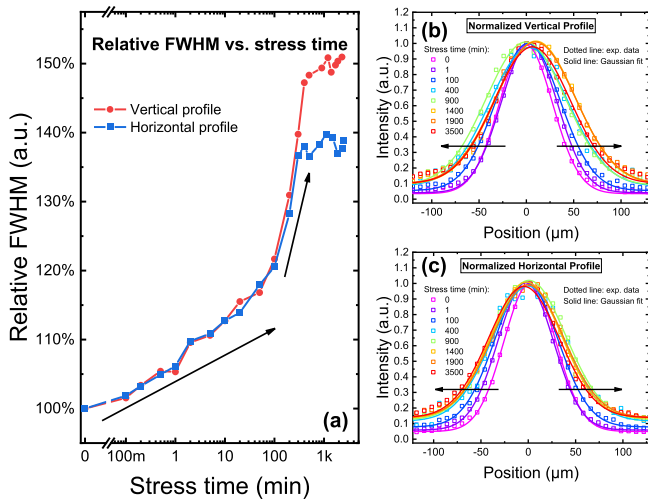 Relative FWHM vs. stress time
Vertical profile
Horizontal profile
(a)
Relative FWHM (a.u.)
150%
140%
130%
120%
110%
100%
0 100m 1 10 100 1k
Stress time (min)
(b)
Normalized Vertical Profile
Stress time (min):
0
1
100
400
900
1400
1900
3500
Dotted line: exp. data
Solid line: Gaussian fit
Intensity (a.u.)
1.2
1.1
1.0
0.9
0.8
0.7
0.6
0.5
0.4
0.3
0.2
0.1
0.0
-100 -50 0 50 100
Position (μm)
(c)
Normalized Horizontal Profile
Stress time (min):
0
1
100
400
900
1400
1900
3500
Dotted line: exp. data
Solid line: Gaussian fit
Intensity (a.u.)
1.2
1.1
1.0
0.9
0.8
0.7
0.6
0.5
0.4
0.3
0.2
0.1
0.0
-100 -50 0 50 100
Position (μm)